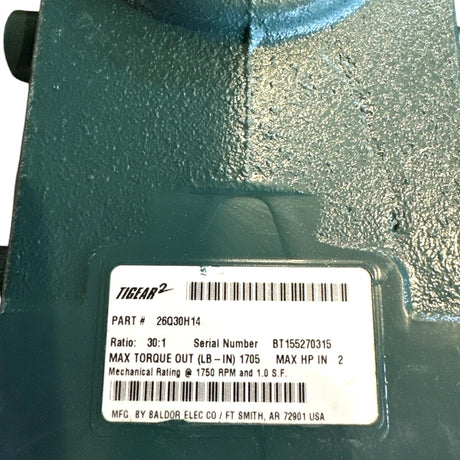 TIGEAR2
PART # 26Q30H14
Ratio: 30:1 Serial Number BT155270315
MAX TORQUE OUT (LB-IN) 1705 MAX HP IN 2
Mechanical Rating @ 1750 RPM and 1.0 S.F.
MFG. BY BALDOR ELEC CO / FT SMITH, AR 72901 USA